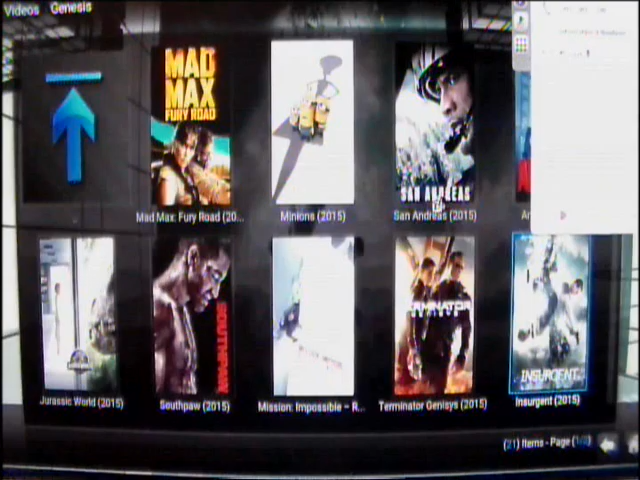 Videos Genesis
MAD
MAX
FURY ROAD
SAN ANDREAS
Mad Max: Fury Road (20...
Minions (2015)
San Andreas (2015)
SOUTHPAW
TERMINATOR
INSURGENT
Jurassic World (2015)
Southpaw (2015)
Mission: Impossible – R...
Terminator Genisys (2015)
Insurgent (2015)
(21) Items - Page